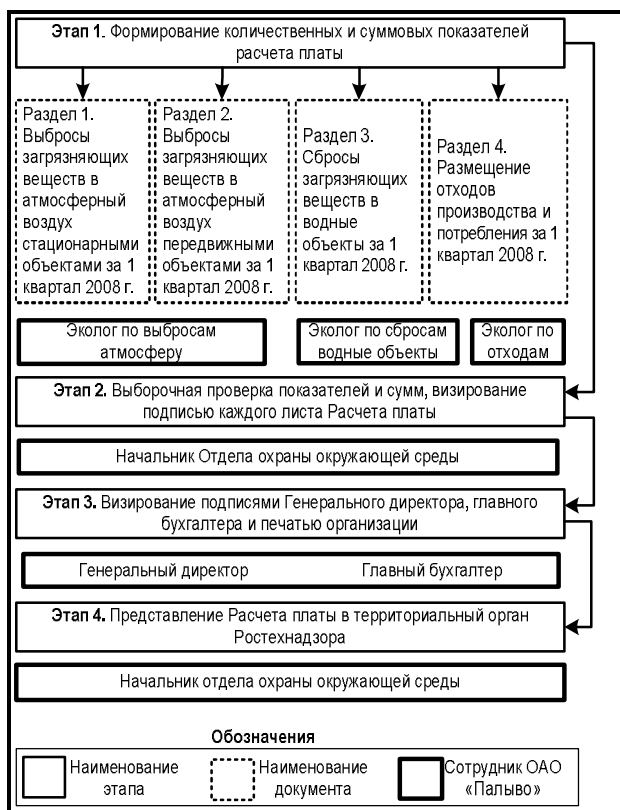 Этап 1. Формирование количественных и суммовых показателей
расчета платы
Раздел 1.
Выбросы
загрязняющих
веществ в
атмосферный
воздух
стационарными
объектами за 1
квартал 2008 г.
Раздел 2.
Выбросы
загрязняющих
веществ в
атмосферный
воздух
передвижными
объектами за 1
квартал 2008 г.
Раздел 3.
Сбросы
загрязняющих
веществ в
водные
объекты за 1
квартал 2008 г.
Раздел 4.
Размещение
отходов
производства и
потребления за 1
квартал 2008 г.
Эколог по выбросам
атмосферу
Эколог по сбросам
водные объекты
Эколог по
отходам
Этап 2. Выборочная проверка показателей и сумм, визирование
подписью каждого листа Расчета платы
Начальник Отдела охраны окружающей среды
Этап 3. Визирование подписями Генерального директора, главного
бухгалтера и печатью организации
Генеральный директор Главный бухгалтер
Этап 4. Представление Расчета платы в территориальный орган
Ростехнадзора
Начальник отдела охраны окружающей среды
Обозначения
Наименование
этапа
Наименование
документа
Сотрудник ОАО
«Палыво»